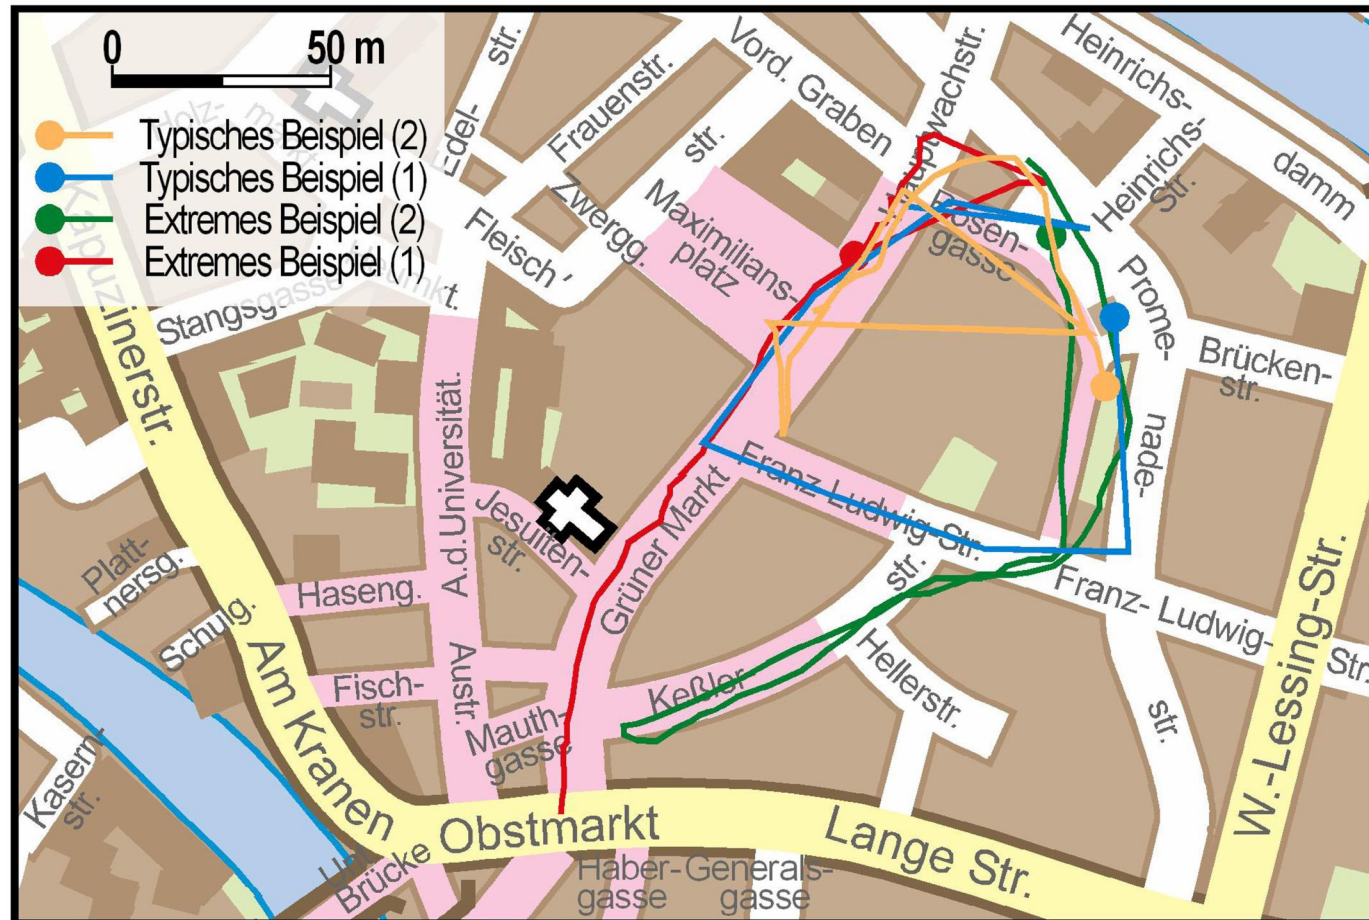 0 50 m
Typisches Beispiel (2)
Typisches Beispiel (1)
Extremes Beispiel (2)
Extremes Beispiel (1)
Holz-
Kapuzinerstr.
Stangsgasse
Edel-
str.
Frauenstr.
Fleisch
str.
Zwergg.
Vord. Graben
Hauptwachstr.
Maximilians-
platz
Rosen-
gasse
Heinrichs-
damm
Heinrichs-
Str.
Prome-
nade-
str.
Brücken-
str.
A.d.Universität.
Jesuiten-
str.
Grüner Markt
Franz-Ludwig-Str.
Franz- Ludwig-
Str.
Platt-
nersg.
Schulg.
Haseng.
Fisch-
str.
Austr.
Mauth-
gasse
Keßler
str.
Hellerstr.
W.-Lessing-Str.
Kasern-
str.
Am Kranen
Obstmarkt
Lange Str.
Brücke
Haber-
gasse
Generals-
gasse